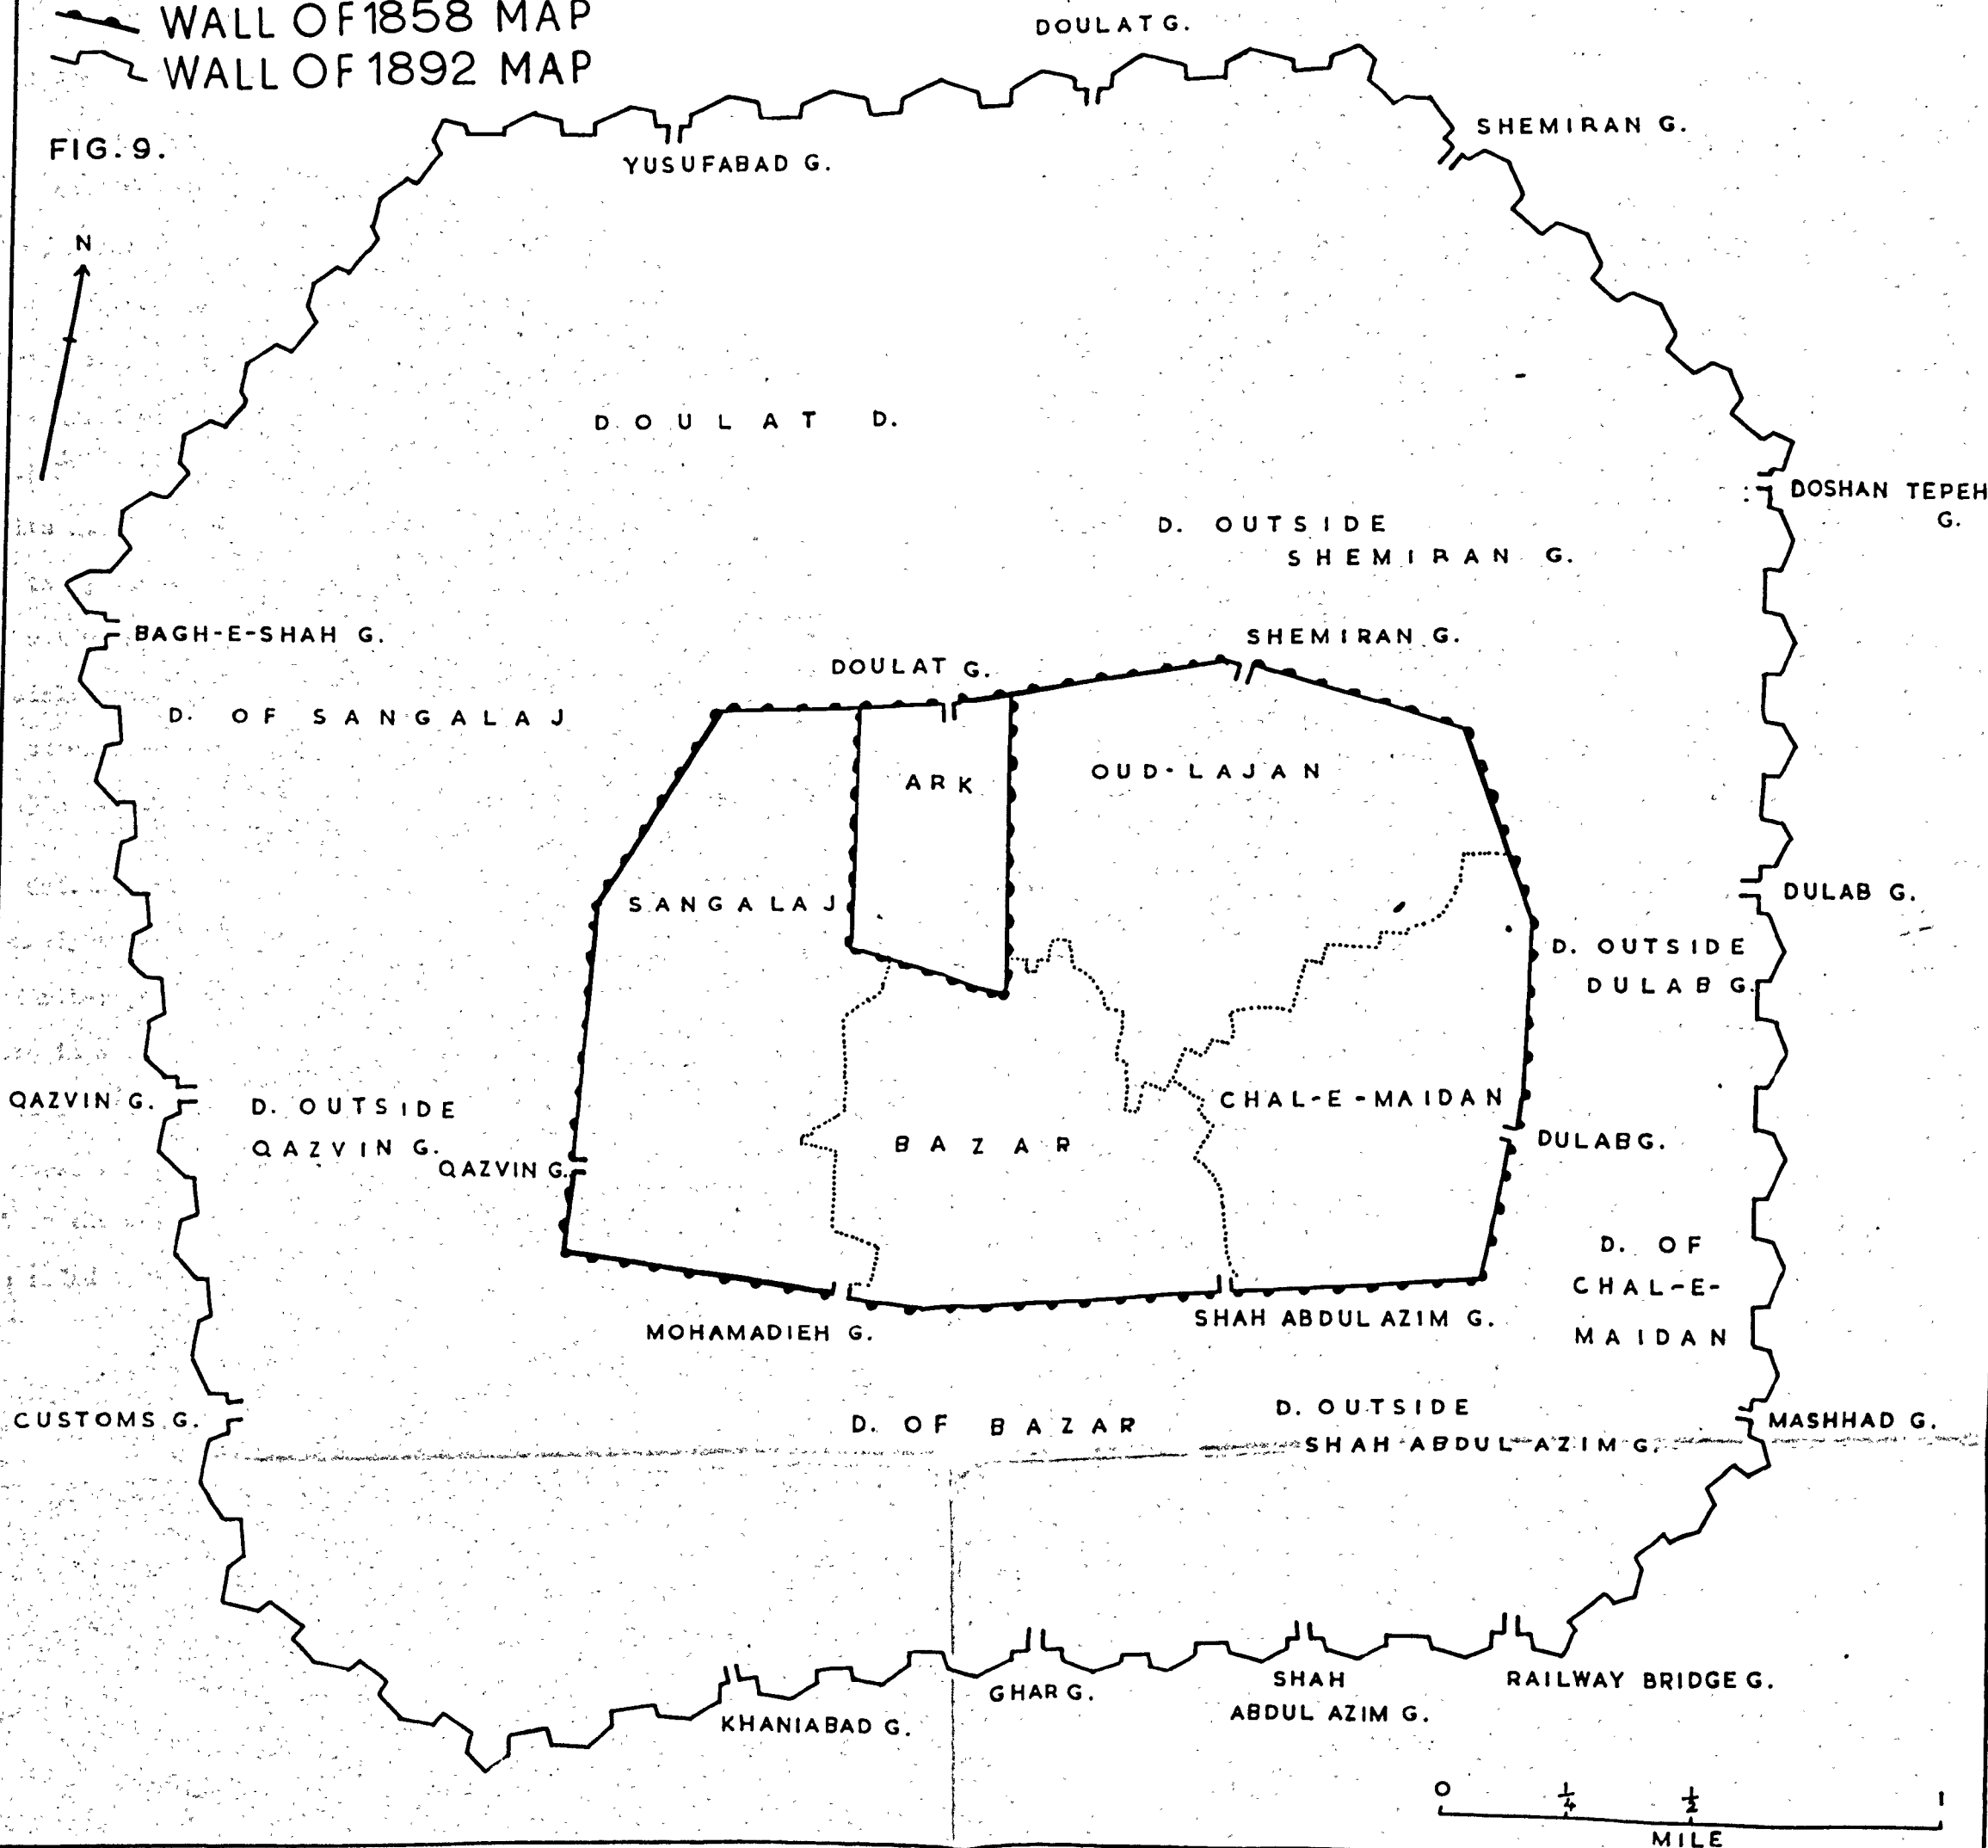 WALL OF 1858 MAP
WALL OF 1892 MAP
FIG. 9.
N
DOULAT G.
SHEMIRAN G.
YUSUFABAD G.
DOULAT D.
DOSHAN TEPEH
G.
D. OUTSIDE
SHEMIRAN G.
BAGH-E-SHAH G.
SHEMIRAN G.
DOULAT G.
D. OF SANGALAJ
ARK
OUD-LAJAN
SANGALAJ
DULAB G.
D. OUTSIDE
DULAB G.
QAZVIN G.
D. OUTSIDE
QAZVIN G.
QAZVIN G.
CHAL-E-MAIDAN
BAZAR
DULAB G.
D. OF
CHAL-E-
MAIDAN
MOHAMADIEH G.
SHAH ABDUL AZIM G.
CUSTOMS G.
D. OF BAZAR
D. OUTSIDE
SHAH ABDUL AZIM G.
MASHHAD G.
KHANIABAD G.
GHAR G.
SHAH
ABDUL AZIM G.
RAILWAY BRIDGE G.
0 1/4 1/2 1
MILE